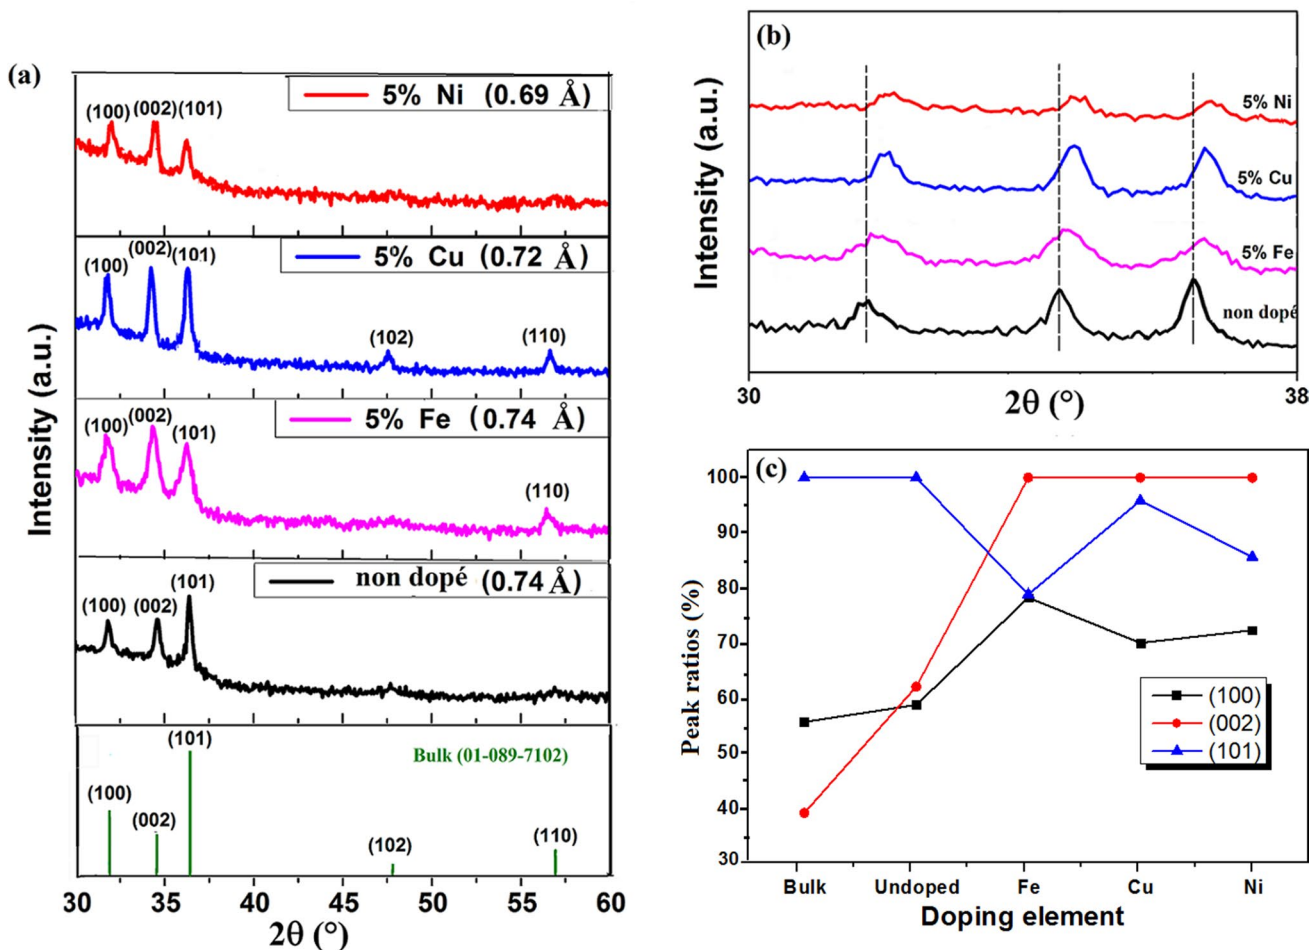 (a)
Intensity (a.u.)
5% Ni (0.69 Å)
(100) (002) (101)
5% Cu (0.72 Å)
(100) (002) (101) (102) (110)
5% Fe (0.74 Å)
(100) (002) (101) (110)
Intensity (a.u.)
non dopé (0.74 Å)
(100) (002) (101)
Bulk (01-089-7102)
(100) (002) (101) (102) (110)
30 35 40 45 50 55 60
2θ (°)
(b)
Intensity (a.u.)
5% Ni
5% Cu
5% Fe
non dopé
30 38
2θ (°)
(c)
Peak ratios (%)
100
90
80
70
60
50
40
30
(100)
(002)
(101)
Bulk Undoped Fe Cu Ni
Doping element